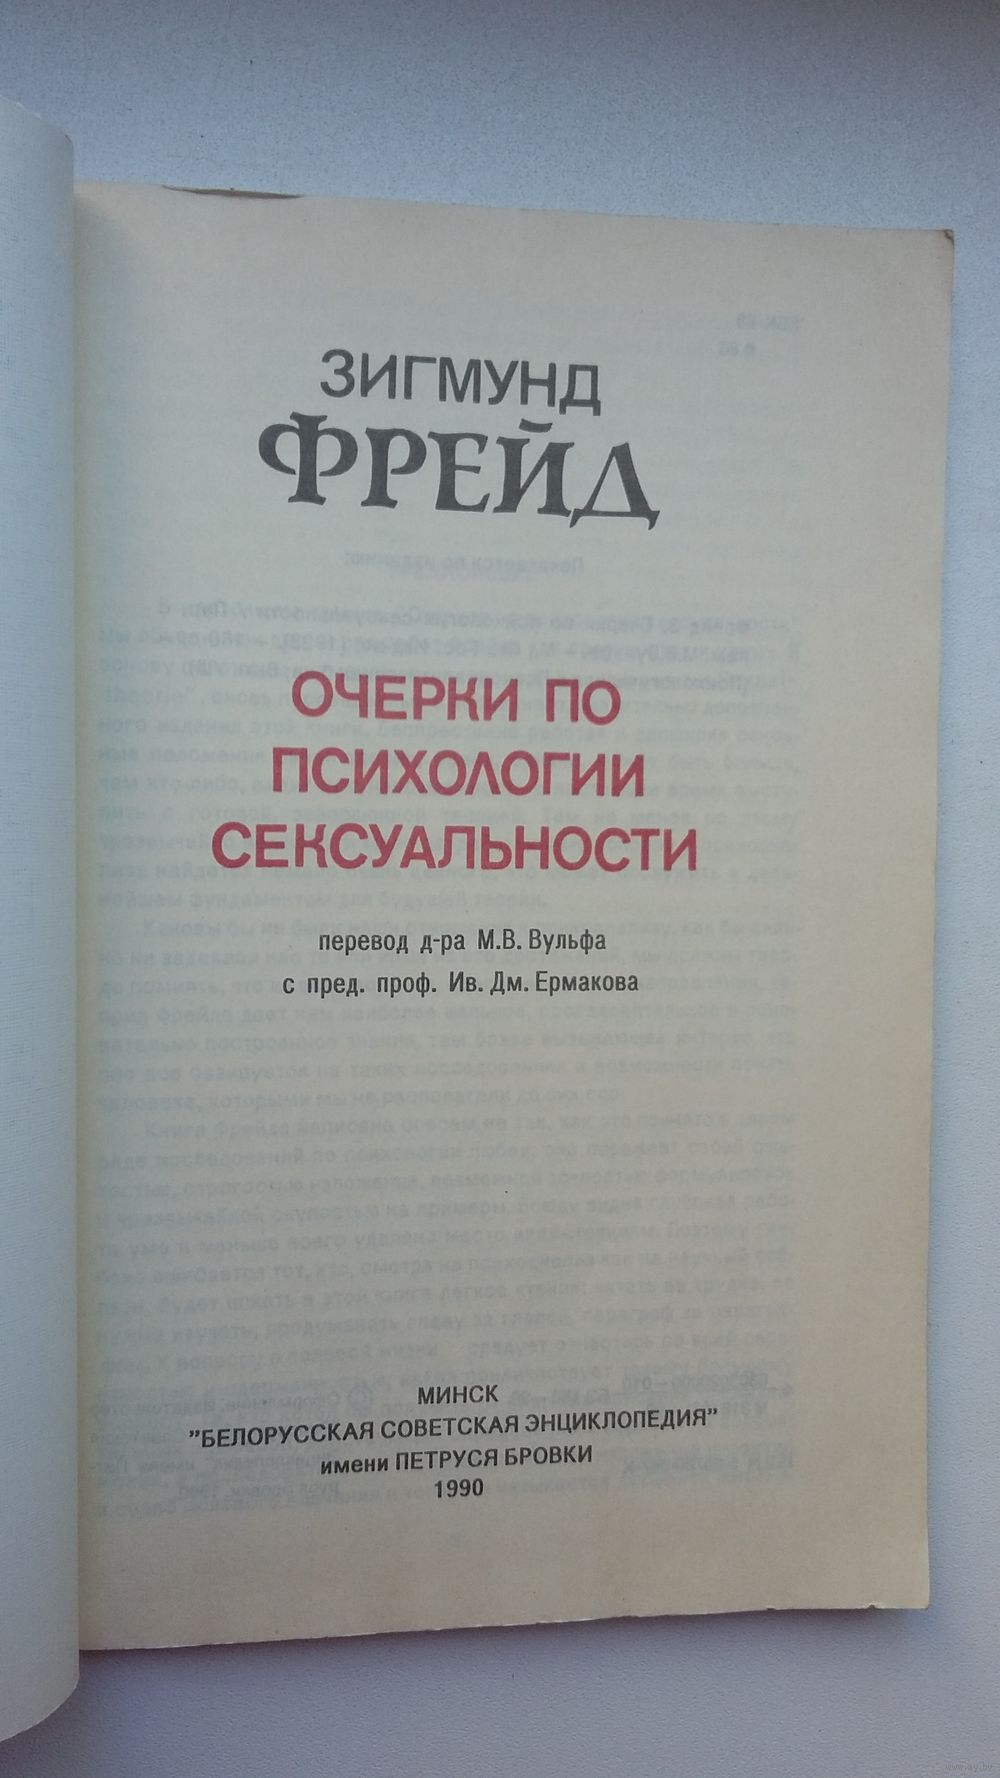 ЗИГМУНД
ФРЕЙД
ОЧЕРКИ ПО
ПСИХОЛОГИИ
СЕКСУАЛЬНОСТИ
перевод д-ра М.В. Вульфа
с пред. проф. Ив. Дм. Ермакова
МИНСК
"БЕЛОРУССКАЯ СОВЕТСКАЯ ЭНЦИКЛОПЕДИЯ"
имени ПЕТРУСЯ БРОВКИ
1990